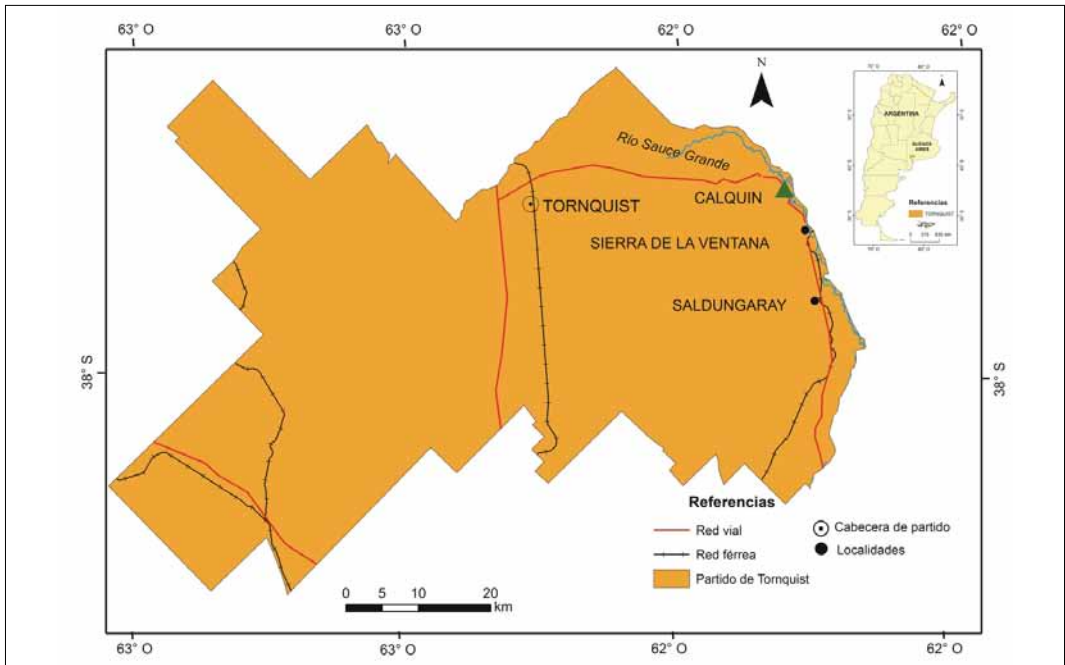 63° O
63° O
62° O
62° O
N
Río Sauce Grande
ARGENTINA
BUENOS
AIRES
Referencias
TORNQUIST
CALQUIN
TORNQUIST
SIERRA DE LA VENTANA
SALDUNGARAY
38° S
38° S
Referencias
Red vial
Red férrea
Partido de Tornquist
Cabecera de partido
Localidades
0 5 10 20
km
63° O
63° O
62° O
62° O